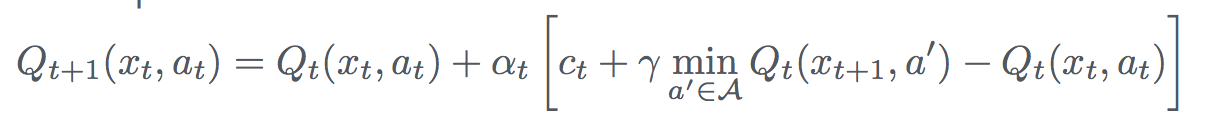 Q_{t+1}(x_t, a_t) = Q_t(x_t, a_t) + α_t [c_t + γ min_{a'∈𝒜} Q_t(x_{t+1}, a') − Q_t(x_t, a_t)]